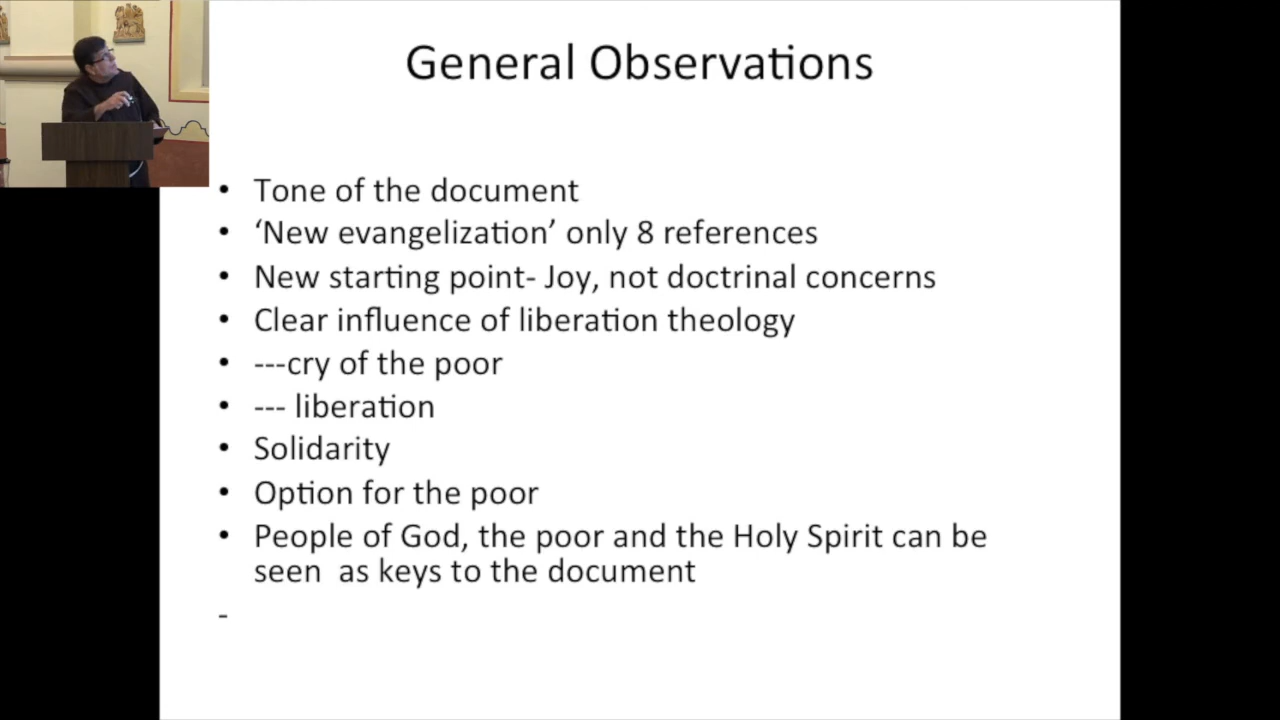 General Observations
• Tone of the document
• ‘New evangelization’ only 8 references
• New starting point- Joy, not doctrinal concerns
• Clear influence of liberation theology
• ---cry of the poor
• --- liberation
• Solidarity
• Option for the poor
• People of God, the poor and the Holy Spirit can be
seen  as keys to the document
-